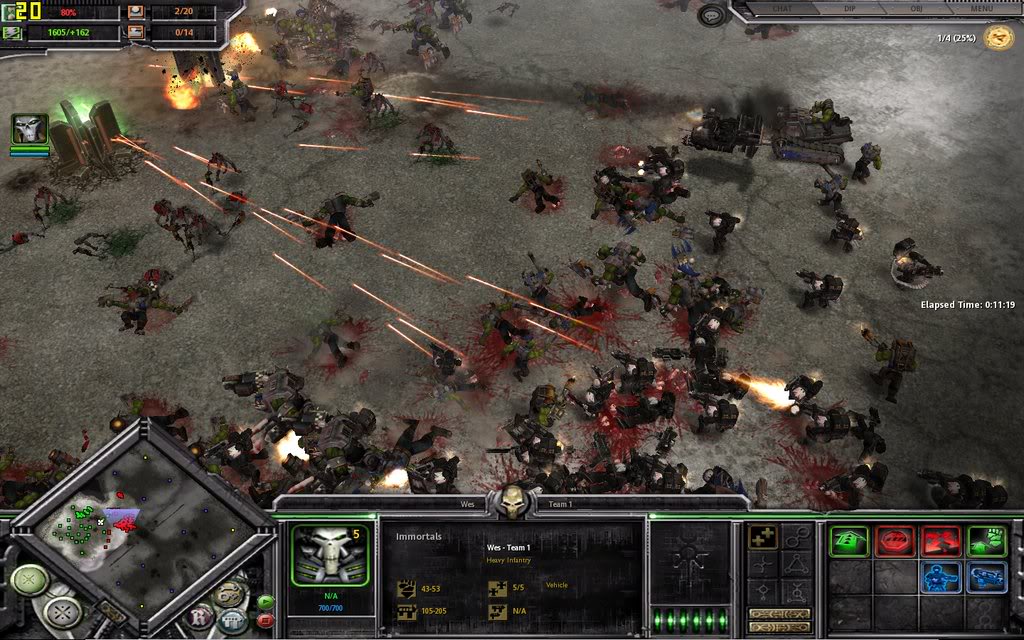 20
80%
2/20
1605/+162
0/14
CHAT DIP OBJ MENU
1/4 (25%)
Elapsed Time: 0:11:19
Wes Team 1
5
N/A
700/700
Immortals
Wes - Team 1
Heavy Infantry
43-53 5/5 Vehicle
105-205 N/A
R